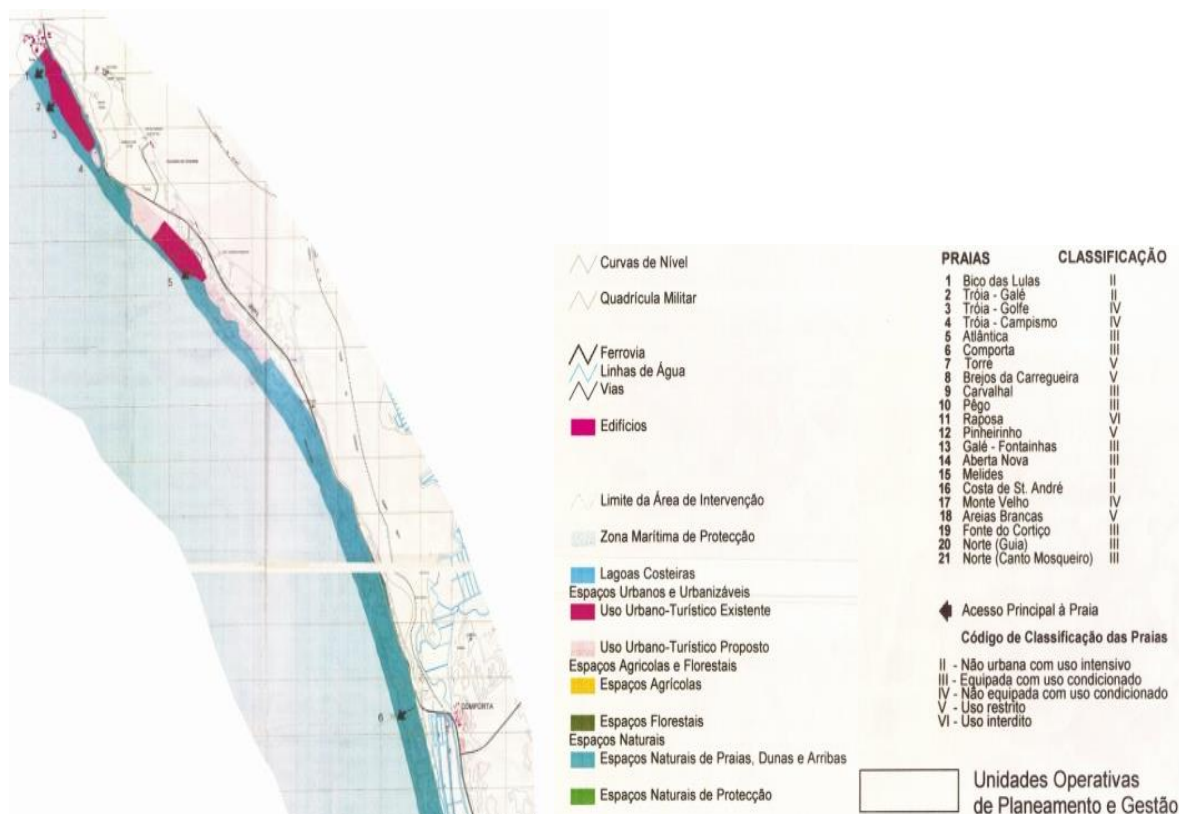 1
2
3
4
5
6
COMPORTA
Curvas de Nível
Quadrícula Militar
Ferrovia
Linhas de Água
Vias
Edifícios
Limite da Área de Intervenção
Zona Marítima de Protecção
Lagoas Costeiras
Espaços Urbanos e Urbanizáveis
Uso Urbano-Turístico Existente
Uso Urbano-Turístico Proposto
Espaços Agricolas e Florestais
Espaços Agrícolas
Espaços Florestais
Espaços Naturais
Espaços Naturais de Praias, Dunas e Arribas
Espaços Naturais de Protecção
PRAIAS CLASSIFICAÇÃO
1 Bico das Lulas II
2 Tróia - Galé II
3 Tróia - Golfe IV
4 Tróia - Campismo IV
5 Atlântica III
6 Comporta III
7 Torre V
8 Brejos da Carregueira V
9 Carvalhal III
10 Pêgo III
11 Raposa VI
12 Pinheirinho V
13 Galé - Fontainhas III
14 Aberta Nova III
15 Melides II
16 Costa de St. André II
17 Monte Velho IV
18 Areias Brancas V
19 Fonte do Cortiço III
20 Norte (Guia) III
21 Norte (Canto Mosqueiro) III
Acesso Principal à Praia
Código de Classificação das Praias
II - Não urbana com uso intensivo
III - Equipada com uso condicionado
IV - Não equipada com uso condicionado
V - Uso restrito
VI - Uso interdito
Unidades Operativas
de Planeamento e Gestão